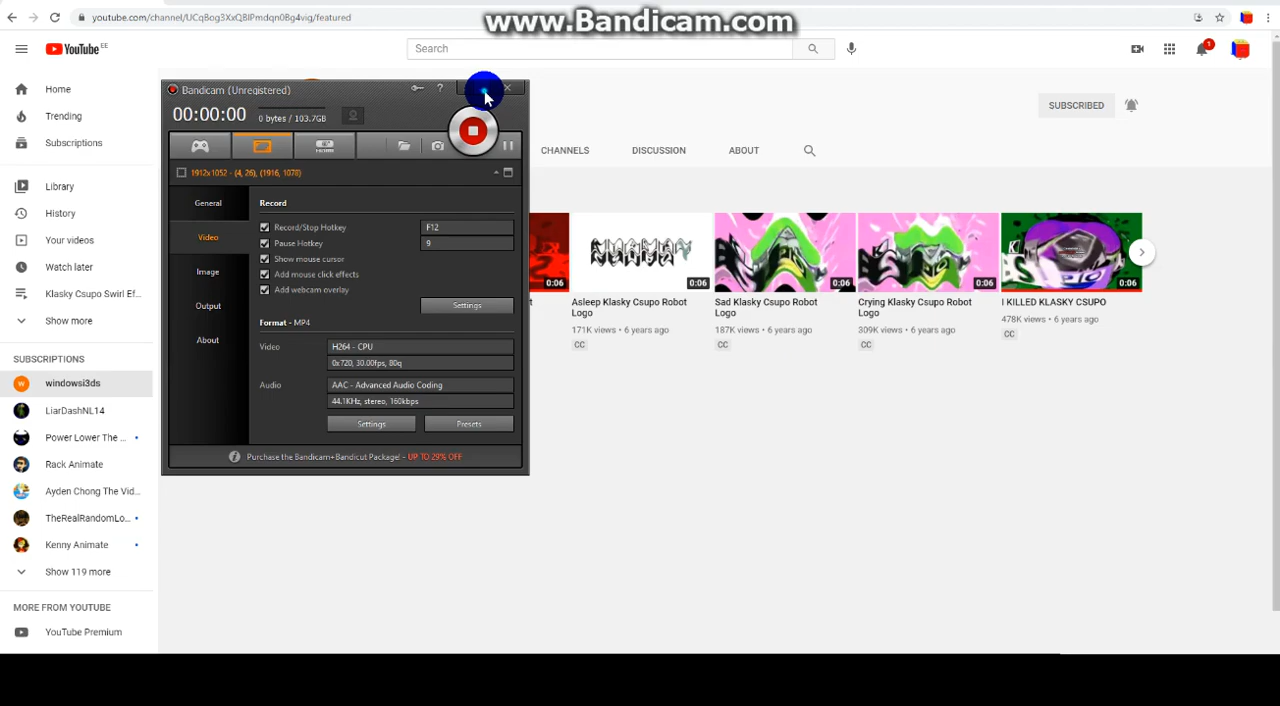 youtube.com/channel/UCqBog3XxQ8IPmdqn0Bg4vig/featured
www.Bandicam.com
YouTube EE
Search
1
Home
Trending
Subscriptions
Library
History
Your videos
Watch later
Klasky Csupo Swirl Ef...
Show more
SUBSCRIPTIONS
w windowsi3ds
LiarDashNL14
Power Lower The ...
Rack Animate
Ayden Chong The Vid...
TheRealRandomLo...
Kenny Animate
Show 119 more
MORE FROM YOUTUBE
YouTube Premium
SUBSCRIBED
CHANNELS DISCUSSION ABOUT
Bandicam (Unregistered) ?
00:00:00 0 bytes / 103.7GB
HDMI
1912x1052 - (4, 26), (1916, 1078)
General
Video
Image
Output
About
Record
Record/Stop Hotkey F12
Pause Hotkey 9
Show mouse cursor
Add mouse click effects
Add webcam overlay
Settings
Format - MP4
Video H264 - CPU
0x720, 30.00fps, 80q
Audio AAC - Advanced Audio Coding
44.1KHz, stereo, 160kbps
Settings Presets
Purchase the Bandicam+Bandicut Package! - UP TO 29% OFF
0:06 0:06 0:06 0:06 0:06
Asleep Klasky Csupo Robot
Logo
171K views • 6 years ago
CC
Sad Klasky Csupo Robot
Logo
187K views • 6 years ago
CC
Crying Klasky Csupo Robot
Logo
309K views • 6 years ago
CC
I KILLED KLASKY CSUPO
478K views • 6 years ago
CC